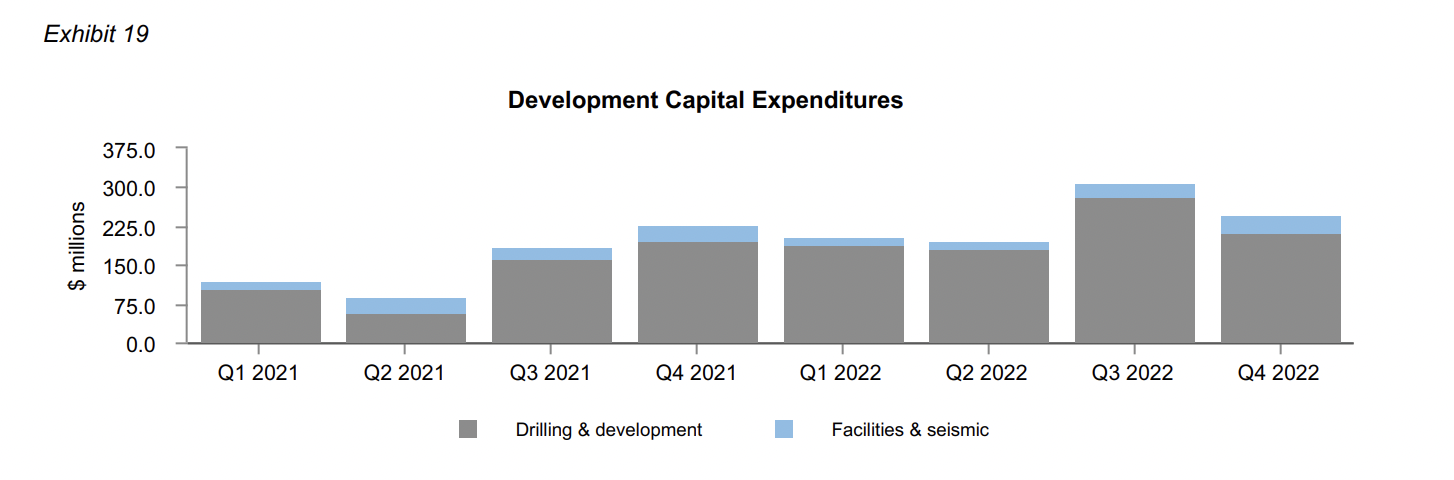 Exhibit 19
Development Capital Expenditures
$ millions
375.0
300.0
225.0
150.0
75.0
0.0
Q1 2021 Q2 2021 Q3 2021 Q4 2021 Q1 2022 Q2 2022 Q3 2022 Q4 2022
Drilling & development Facilities & seismic